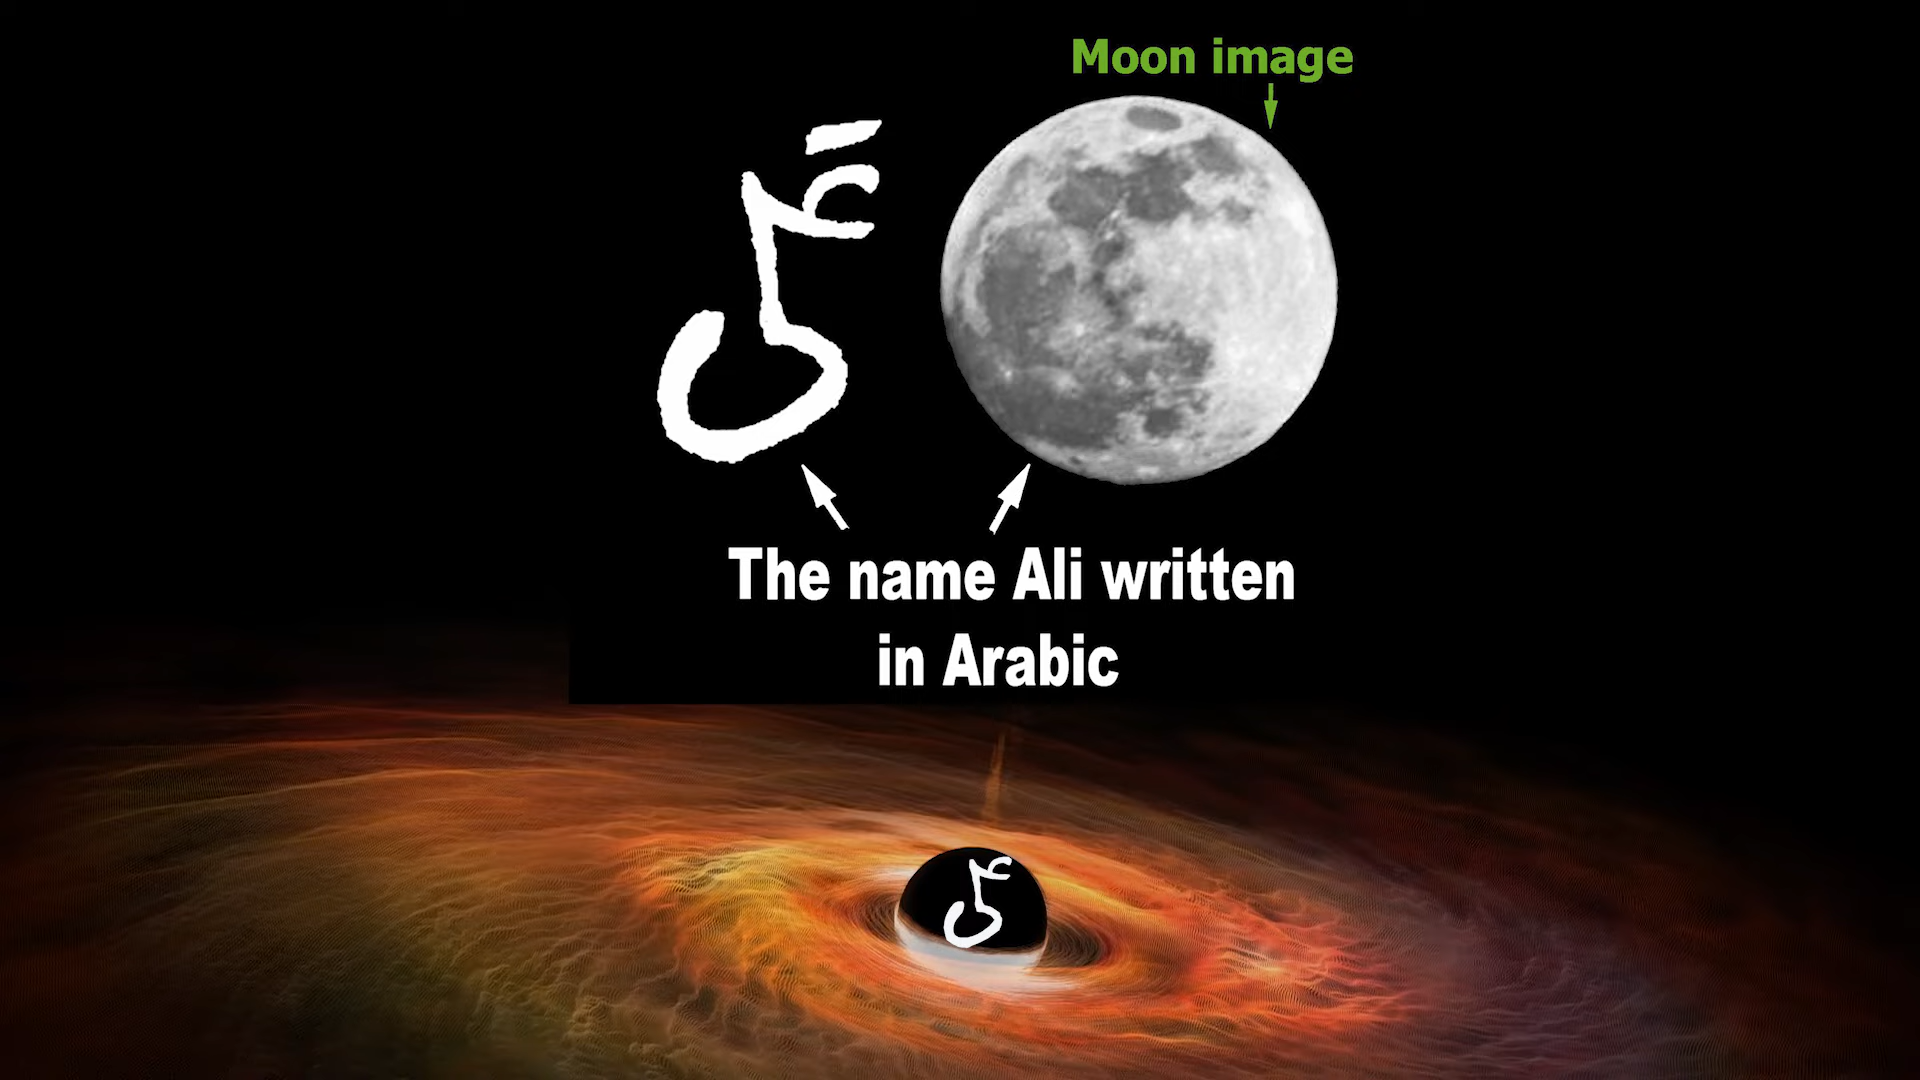 Moon image
علی
The name Ali written
in Arabic
علی